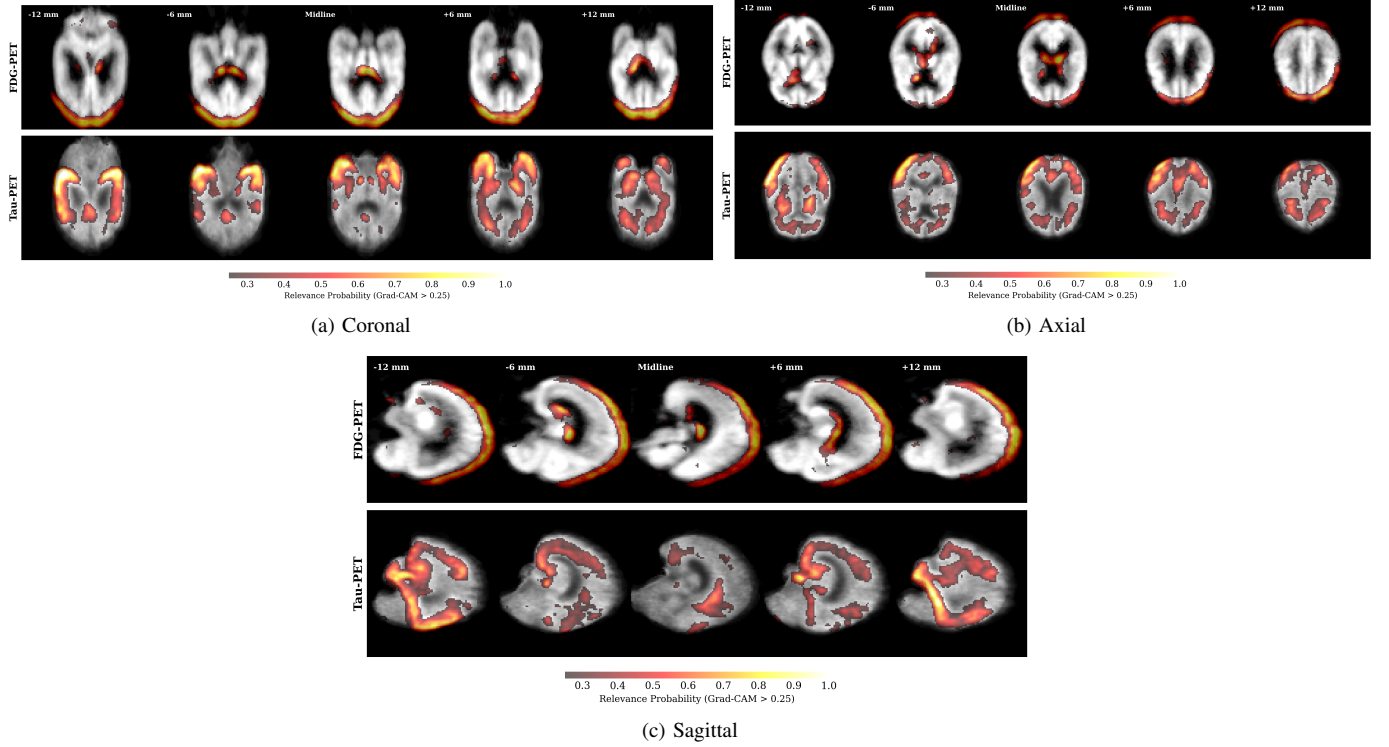 -12 mm -6 mm Midline +6 mm +12 mm
FDG-PET
Tau-PET
0.3 0.4 0.5 0.6 0.7 0.8 0.9 1.0
Relevance Probability (Grad-CAM > 0.25)
(a) Coronal
-12 mm -6 mm Midline +6 mm +12 mm
FDG-PET
Tau-PET
0.3 0.4 0.5 0.6 0.7 0.8 0.9 1.0
Relevance Probability (Grad-CAM > 0.25)
(b) Axial
-12 mm -6 mm Midline +6 mm +12 mm
FDG-PET
Tau-PET
0.3 0.4 0.5 0.6 0.7 0.8 0.9 1.0
Relevance Probability (Grad-CAM > 0.25)
(c) Sagittal